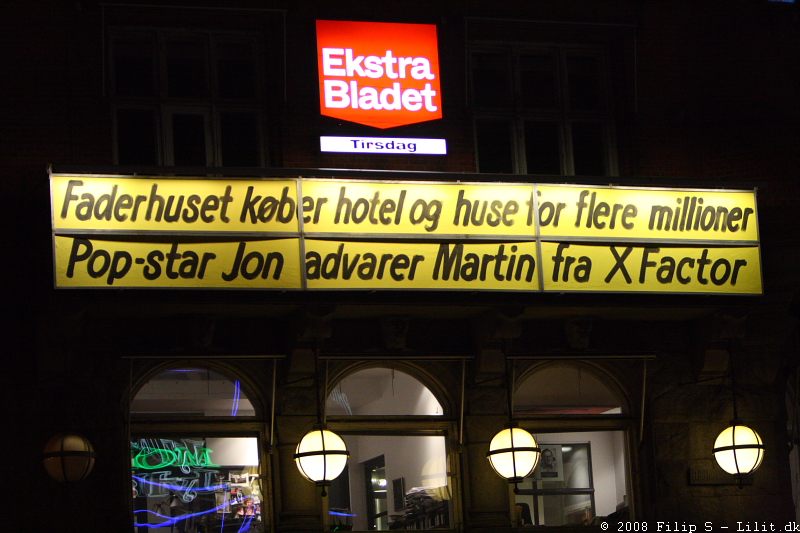 Ekstra
Bladet
Tirsdag
Faderhuset køber hotel og huse for flere millioner
Pop-star Jon advarer Martin fra X Factor
© 2008 Filip S - Lilit.dk